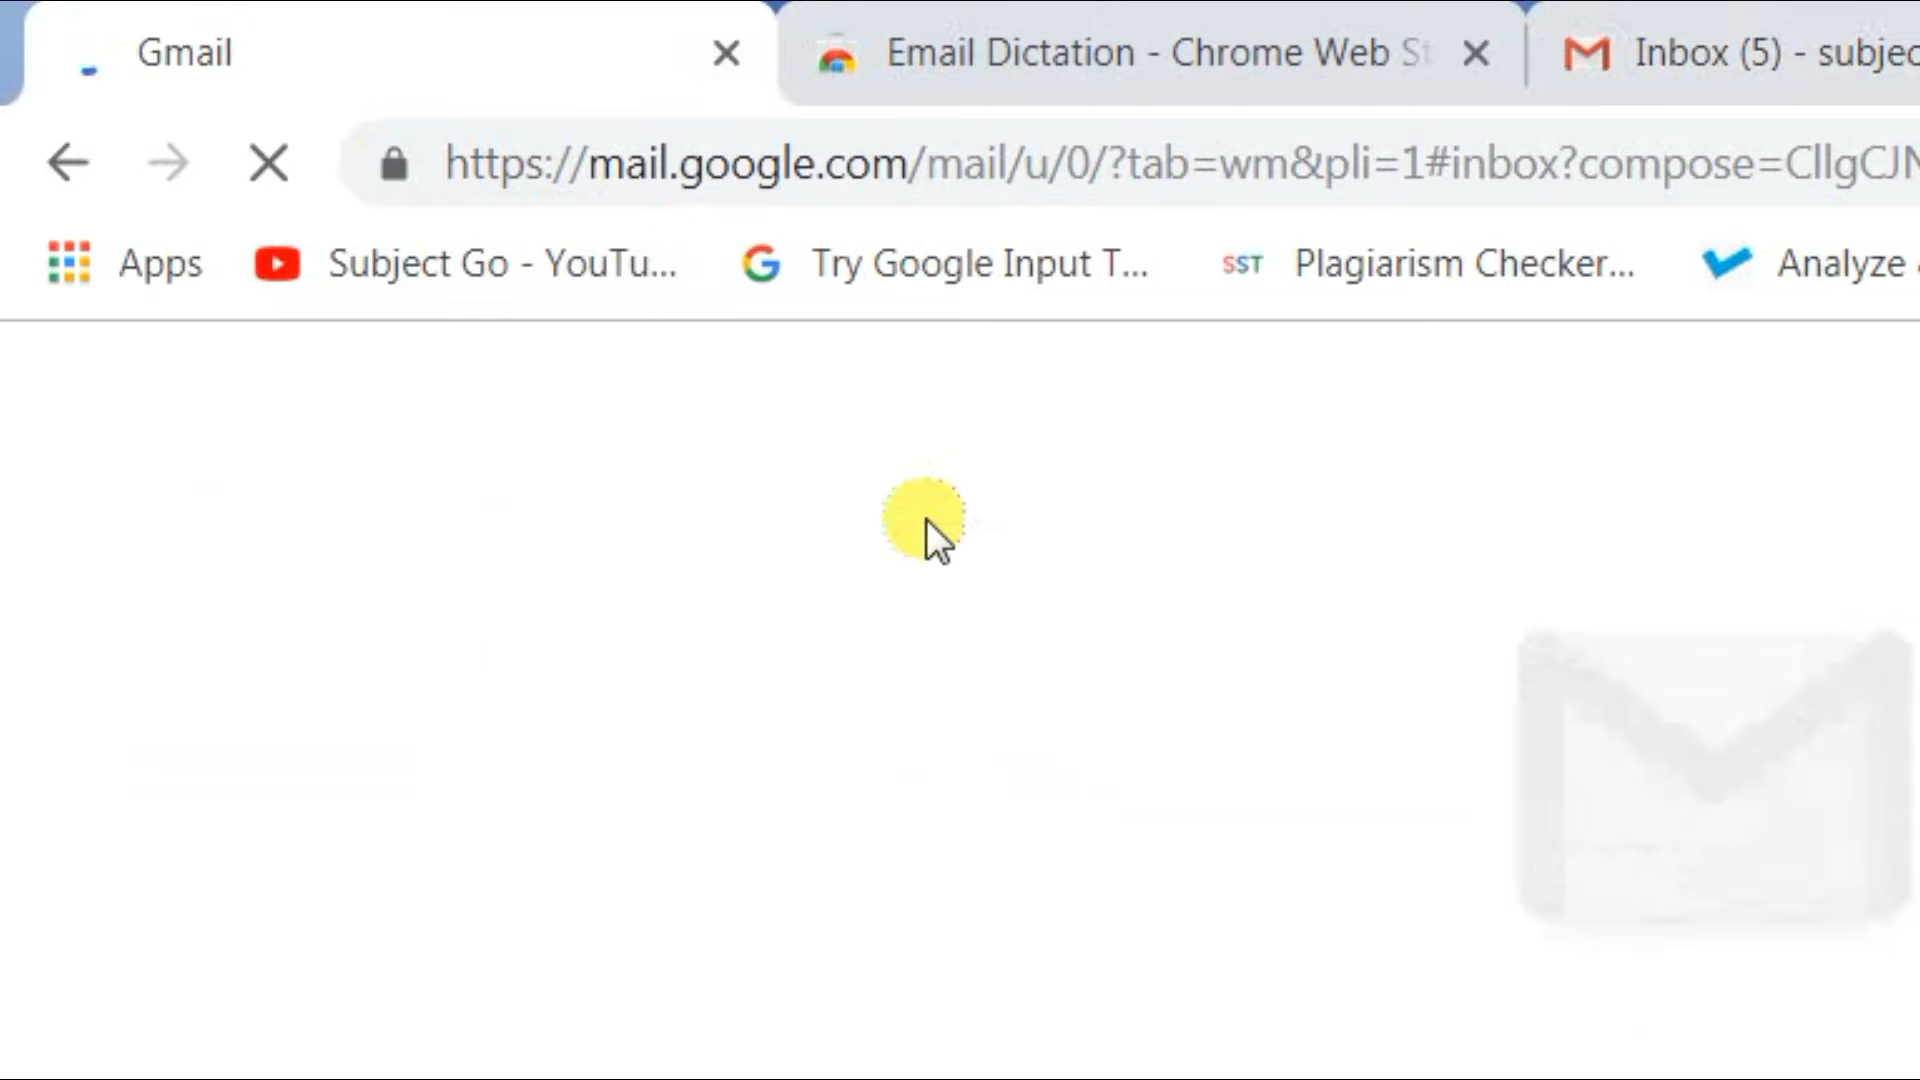 Gmail
Email Dictation - Chrome Web
Inbox (5) - subjec
https://mail.google.com/mail/u/0/?tab=wm&pli=1#inbox?compose=CllgCJN
Apps
Subject Go - YouTu...
Try Google Input T...
SST
Plagiarism Checker...
Analyze